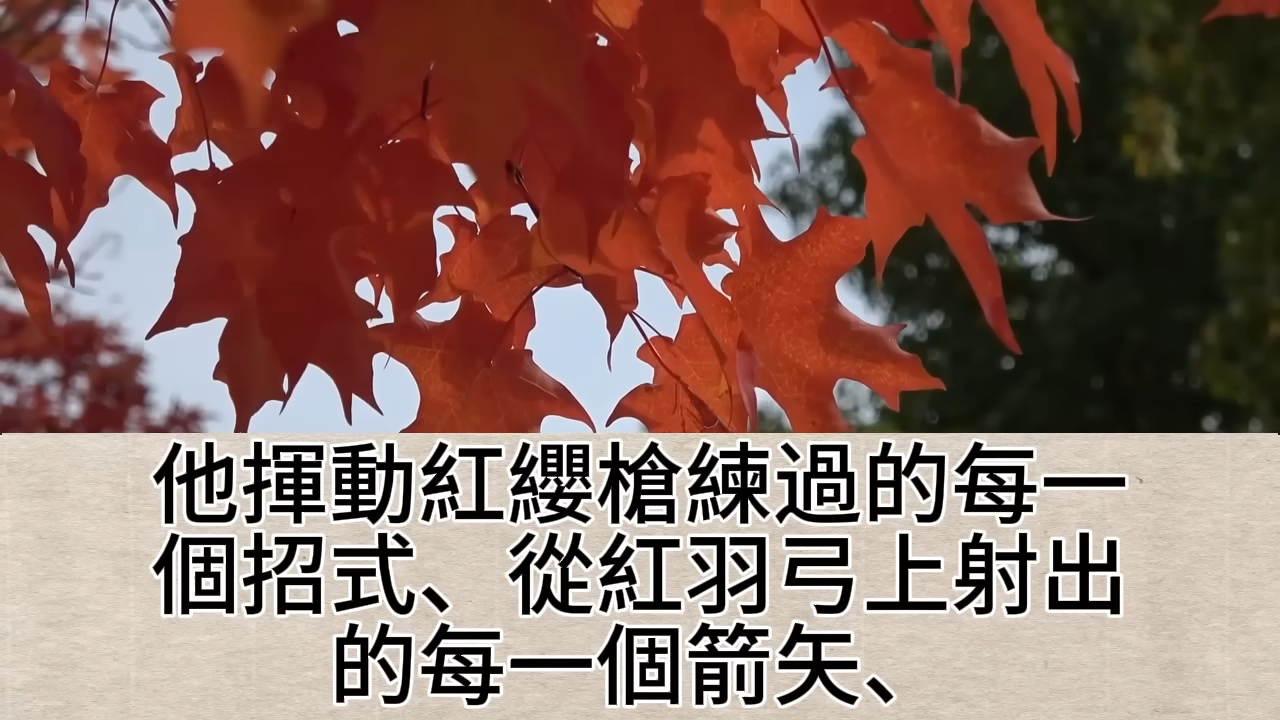 他揮動紅纓槍練過的每一
個招式、從紅羽弓上射出
的每一個箭矢、